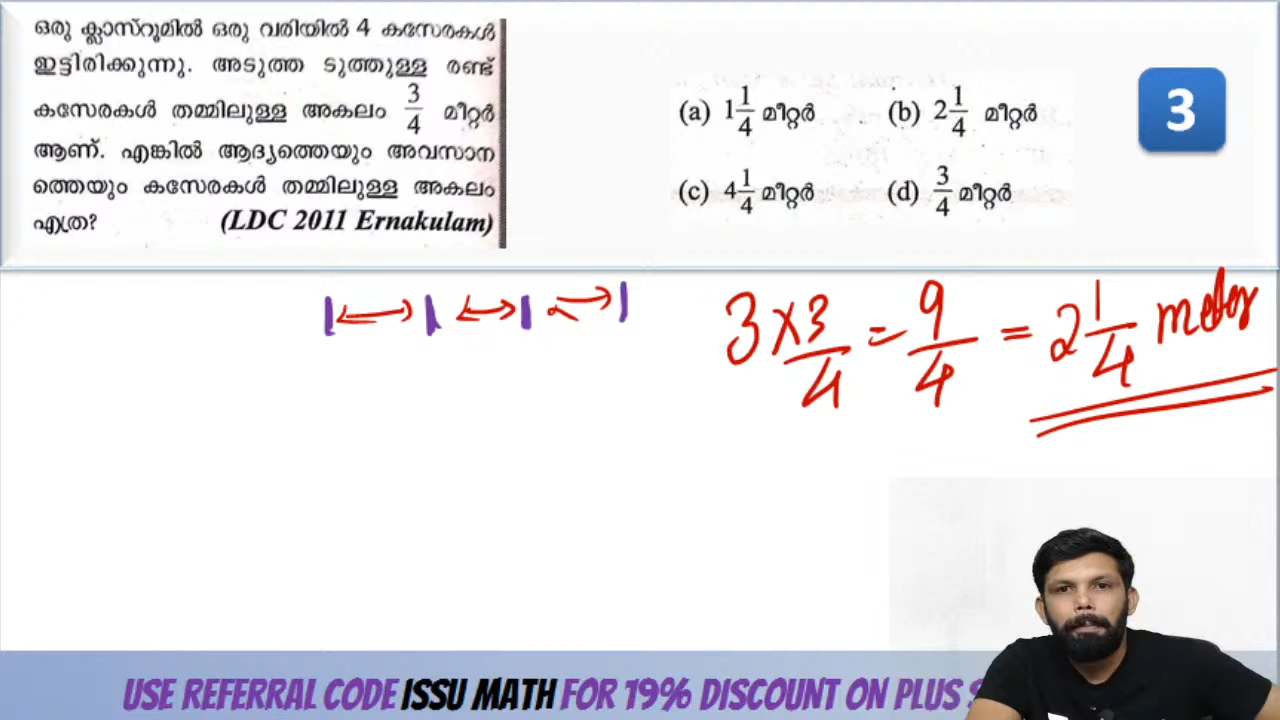 ഒരു ക്ലാസ്റൂമിൽ ഒരു വരിയിൽ 4 കസേരകൾ
ഇട്ടിരിക്കുന്നു. അടുത്ത ടുത്തുള്ള രണ്ട്
കസേരകൾ തമ്മിലുള്ള അകലം 3/4 മീറ്റർ
ആണ്. എങ്കിൽ ആദ്യത്തെയും അവസാന
ത്തെയും കസേരകൾ തമ്മിലുള്ള അകലം
എത്ര? (LDC 2011 Ernakulam)
(a) 1 1/4 മീറ്റർ (b) 2 1/4 മീറ്റർ
(c) 4 1/4 മീറ്റർ (d) 3/4 മീറ്റർ
3
3 × 3/4 = 9/4 = 2 1/4
USE REFERRAL CODE ISSU MATH FOR 19% DISCOUNT ON PLUS